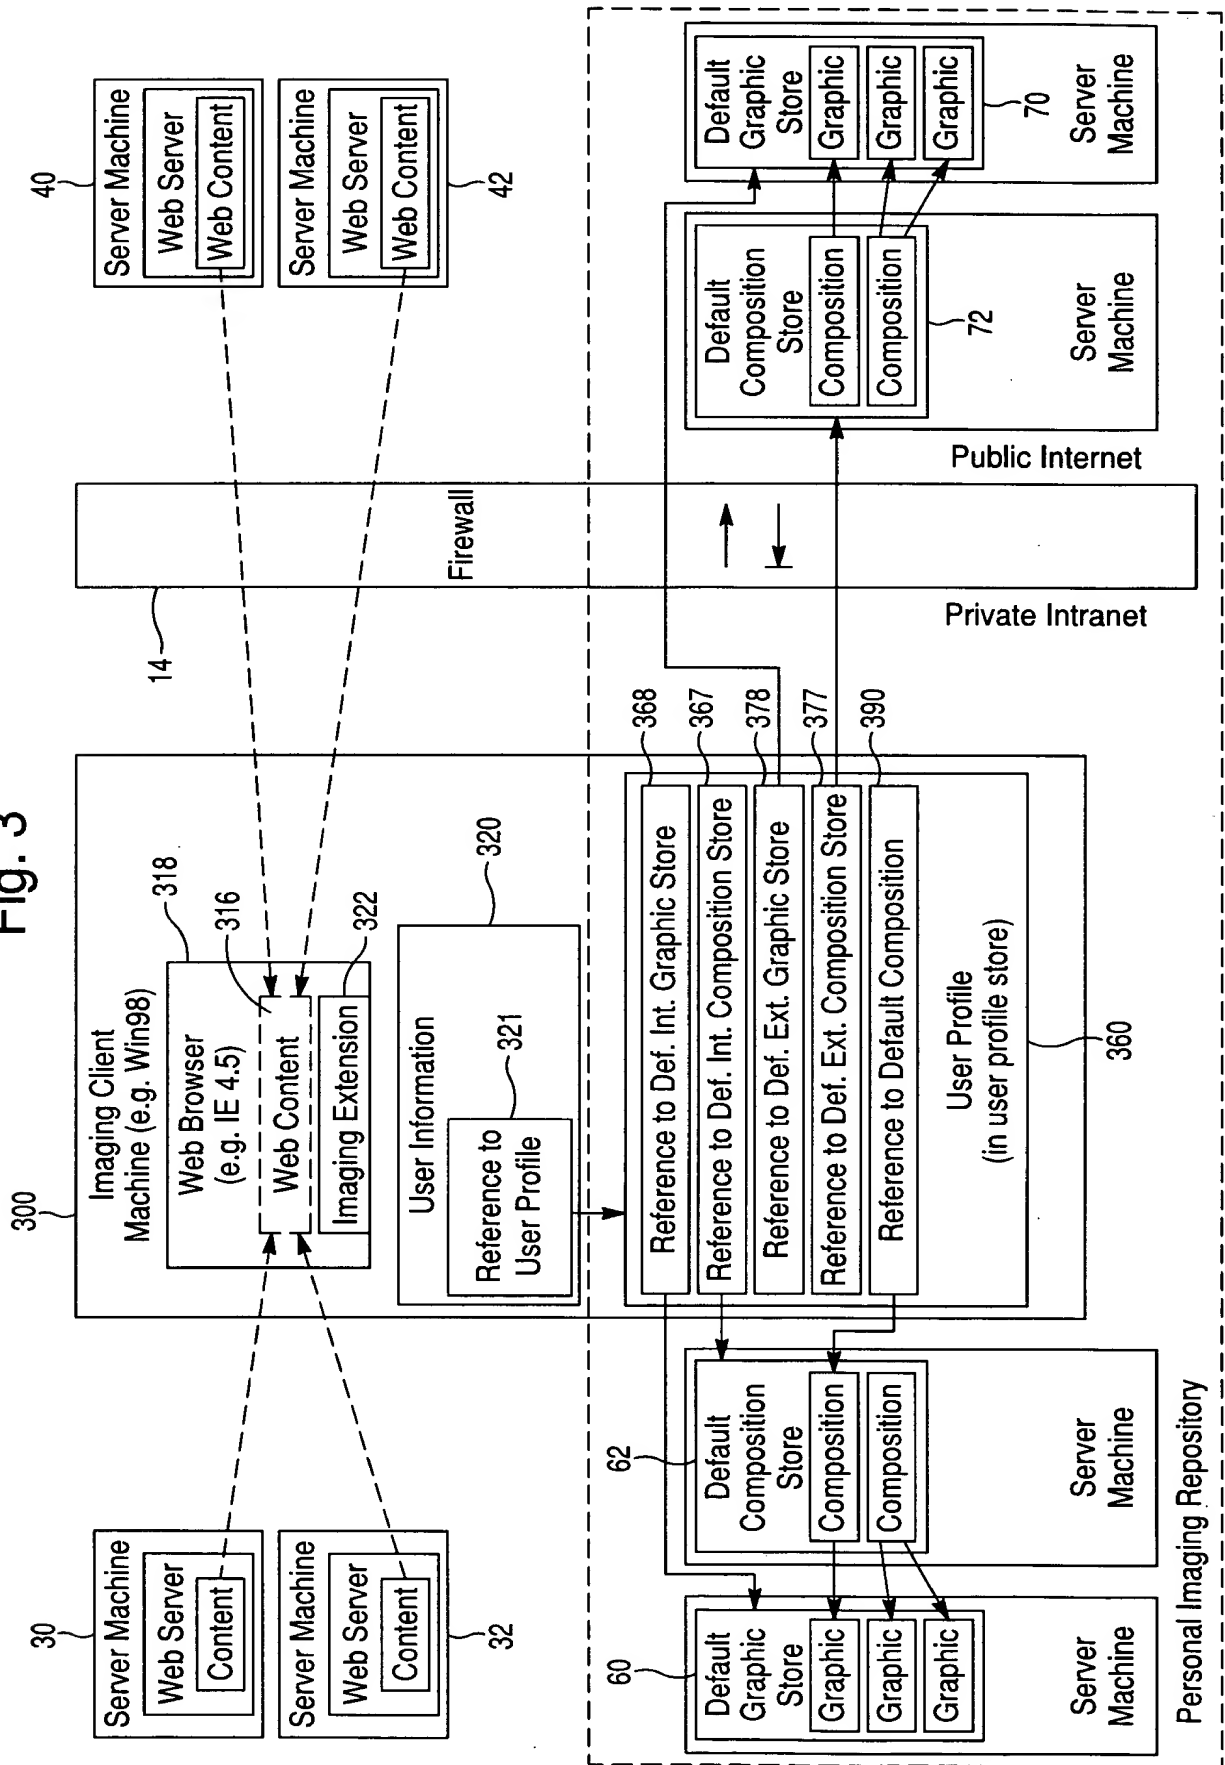 Fig. 3
30
Server Machine
Web Server
Content
Server Machine
Web Server
Content
32
300
Imaging Client
Machine (e.g. Win98)
Web Browser
(e.g. IE 4.5)
318
316
Web Content
Imaging Extension
322
User Information
320
Reference to
User Profile
321
14
Firewall
40
Server Machine
Web Server
Web Content
Server Machine
Web Server
Web Content
42
60
Default
Graphic
Store
Graphic
Graphic
Graphic
Server
Machine
62
Default
Composition
Store
Composition
Composition
Server
Machine
Reference to Def. Int. Graphic Store
368
Reference to Def. Int. Composition Store
367
Reference to Def. Ext. Graphic Store
378
Reference to Def. Ext. Composition Store
377
Reference to Default Composition
390
User Profile
(in user profile store)
360
Private Intranet
Public Internet
Default
Composition
Store
Composition
Composition
72
Server
Machine
Default
Graphic
Store
Graphic
Graphic
Graphic
70
Server
Machine
Personal Imaging Repository